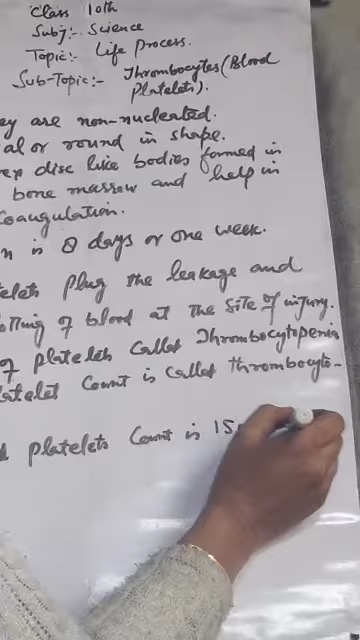 Class 10th
Subj:- Science
Topic:- Life Process.
Sub-Topic:- Thrombocytes (Blood
Platelets).
ey are non-nucleated.
al or round in shape.
disc like bodies formed in
bone marrow and help in
Coagulation.
n is 8 days or one week.
elets Plug the leakage and
otting of blood at the site of injury.
of platelets called Thrombocytopenia
atelet Count is called thrombocyto-
Platelets Count is 15